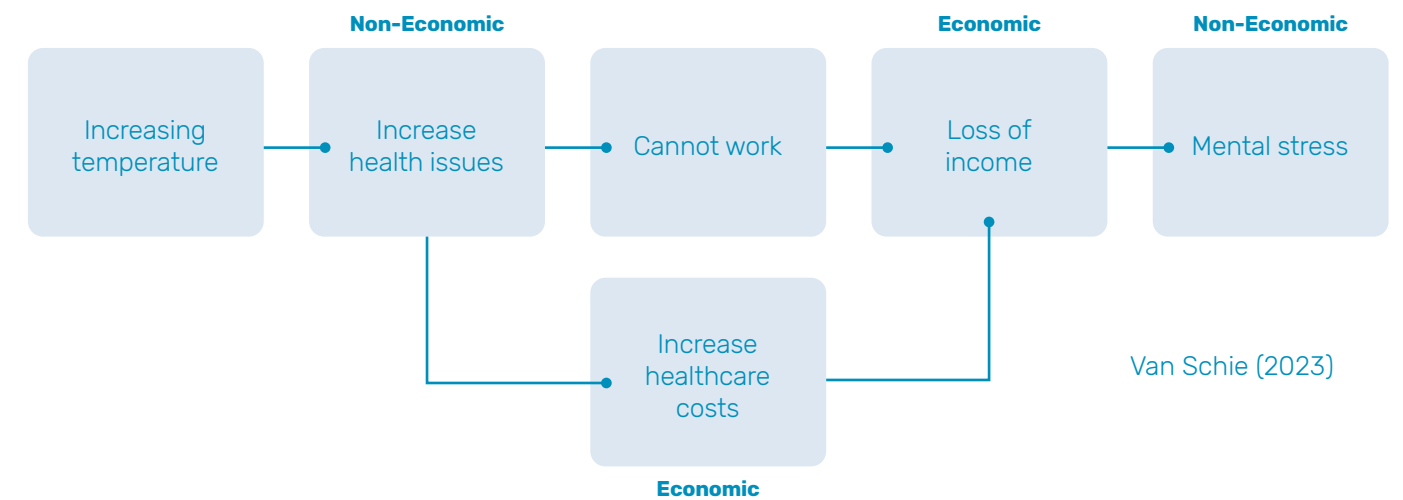 Non-Economic
Economic
Non-Economic
Increasing
temperature
Increase
health issues
Cannot work
Loss of
income
Mental stress
Increase
healthcare
costs
Van Schie (2023)
Economic